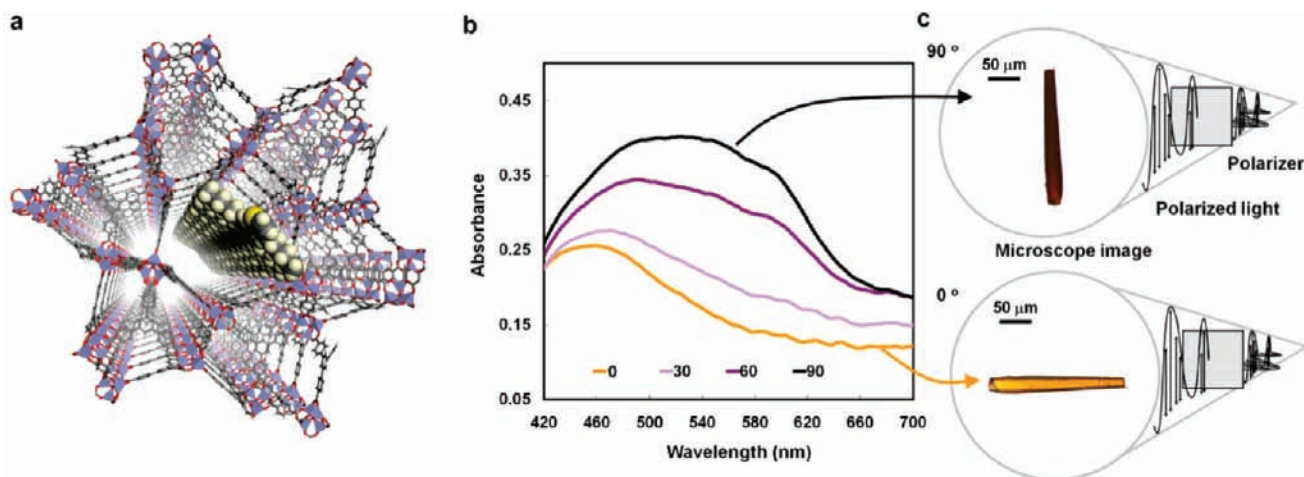 a
b
c
0.45
0.35
0.25
0.15
0.05
Absorbance
420
460
500
540
580
620
660
700
Wavelength (nm)
0
30
60
90
90 °
50 µm
Polarizer
Polarized light
Microscope image
0 °
50 µm